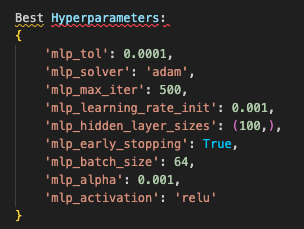 Best Hyperparameters:
{
'mlp_tol': 0.0001,
'mlp_solver': 'adam',
'mlp_max_iter': 500,
'mlp_learning_rate_init': 0.001,
'mlp_hidden_layer_sizes': (100,),
'mlp_early_stopping': True,
'mlp_batch_size': 64,
'mlp_alpha': 0.001,
'mlp_activation': 'relu'
}